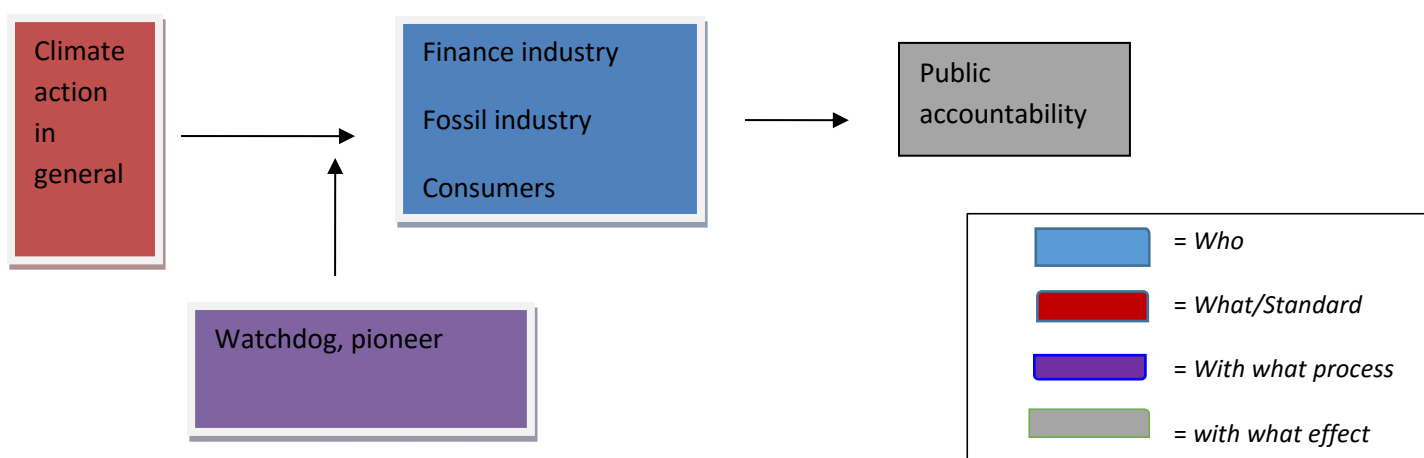 Climate
action
in
general
Finance industry
Fossil industry
Consumers
Public
accountability
Watchdog, pioneer
= Who
= What/Standard
= With what process
= with what effect